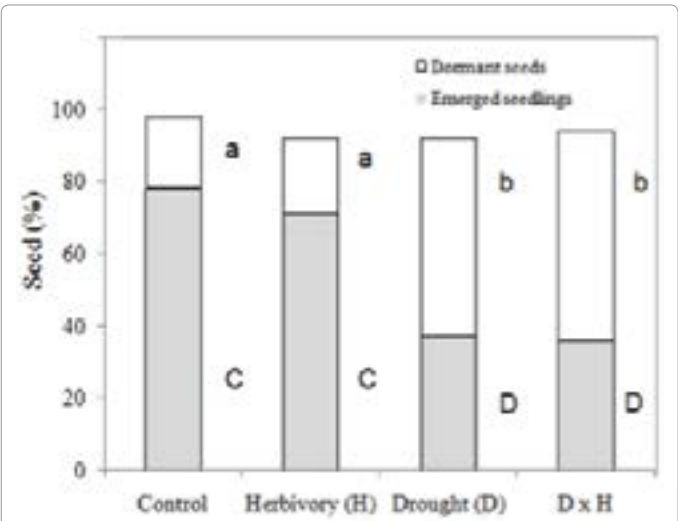 Dormant seeds
Emerged seedlings
100
80
60
40
20
0
Seed (%)
a
a
b
b
C
C
D
D
Control Herbivory (H) Drought (D) D x H